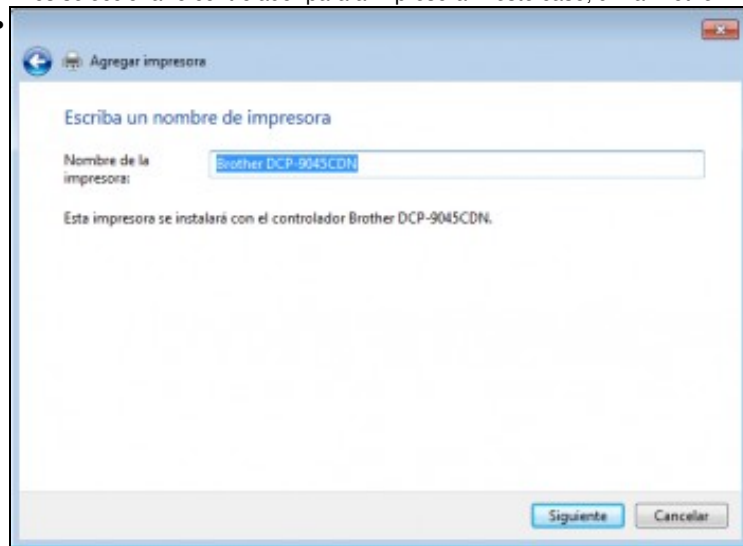 Agregar impresora
Escriba un nombre de impresora
Nombre de la
impresora:
Brother DCP-9045CDN
Esta impresora se instalará con el controlador Brother DCP-9045CDN.
Siguiente
Cancelar